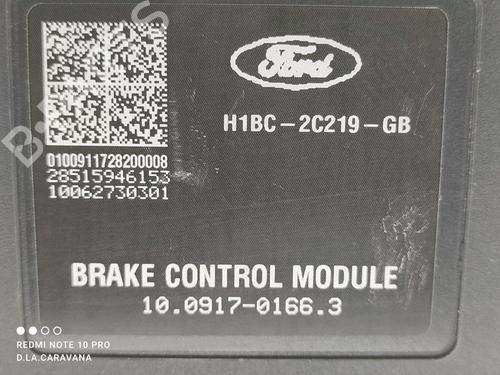 Ford
H1BC-2C219-GB
0100911728200008
28515946153
10062730301
BRAKE CONTROL MODULE
10.0917-0166.3
REDMI NOTE 10 PRO
D.LA.CARAVANA